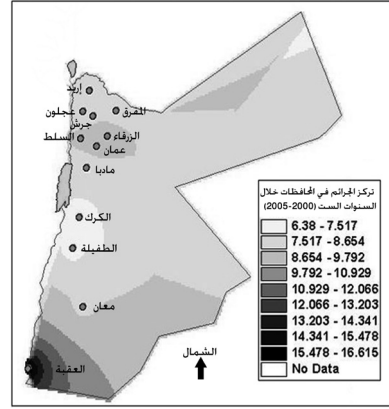 إربد
عجلون
المفرق
جرش
السلط
الزرقاء
عمان
مادبا
الكرك
الطفيلة
معان
العقبة
الشمال
تركز الجرائم في المحافظات خلال
السنوات الست (2000-2005)
6.38 - 7.517
7.517 - 8.654
8.654 - 9.792
9.792 - 10.929
10.929 - 12.066
12.066 - 13.203
13.203 - 14.341
14.341 - 15.478
15.478 - 16.615
No Data